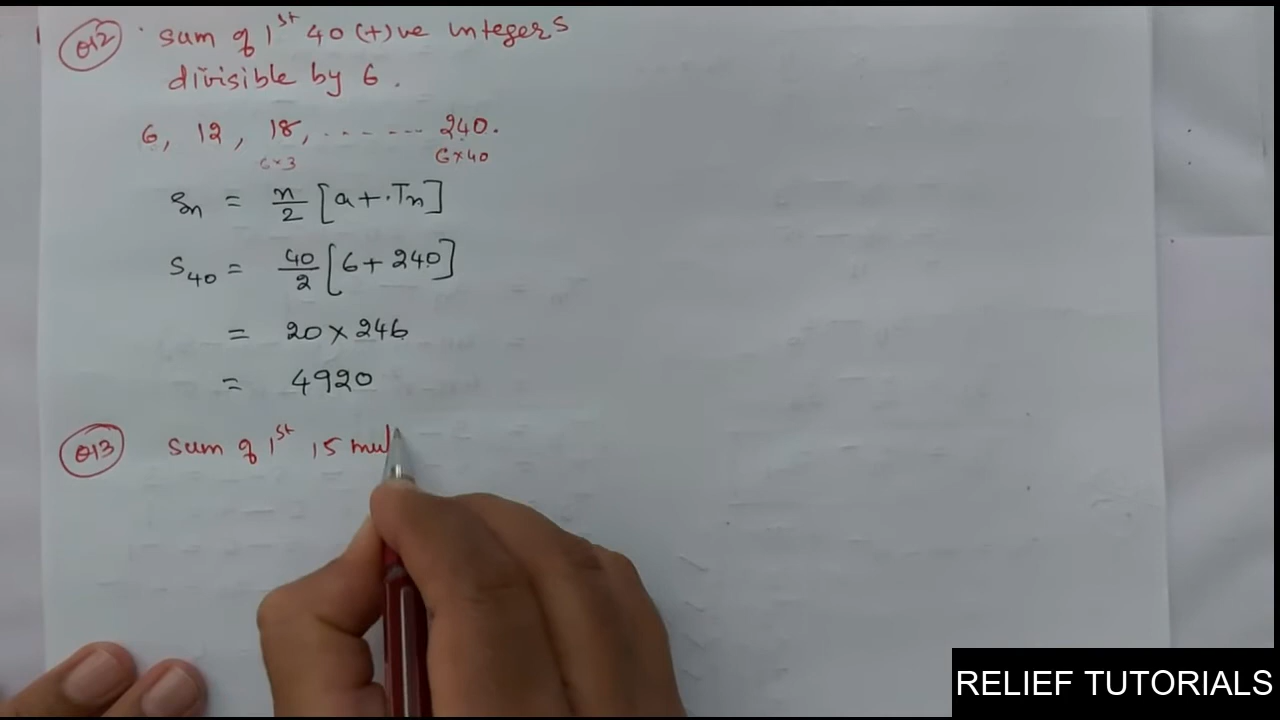 Q12 sum of 1st 40 (+)ve integers
divisible by 6.
6, 12, 18, ....... 240.
6×3 6×40
Sn = n/2 [a + Tn]
S40 = 40/2 [6 + 240]
= 20 × 246
= 4920
Q13 sum of 1st 15 mul
RELIEF TUTORIALS